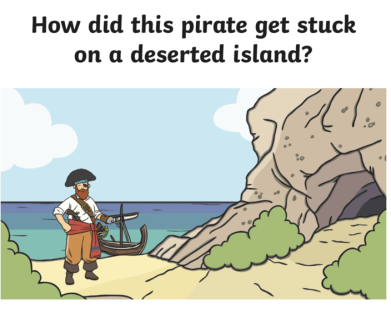 How did this pirate get stuck
on a deserted island?